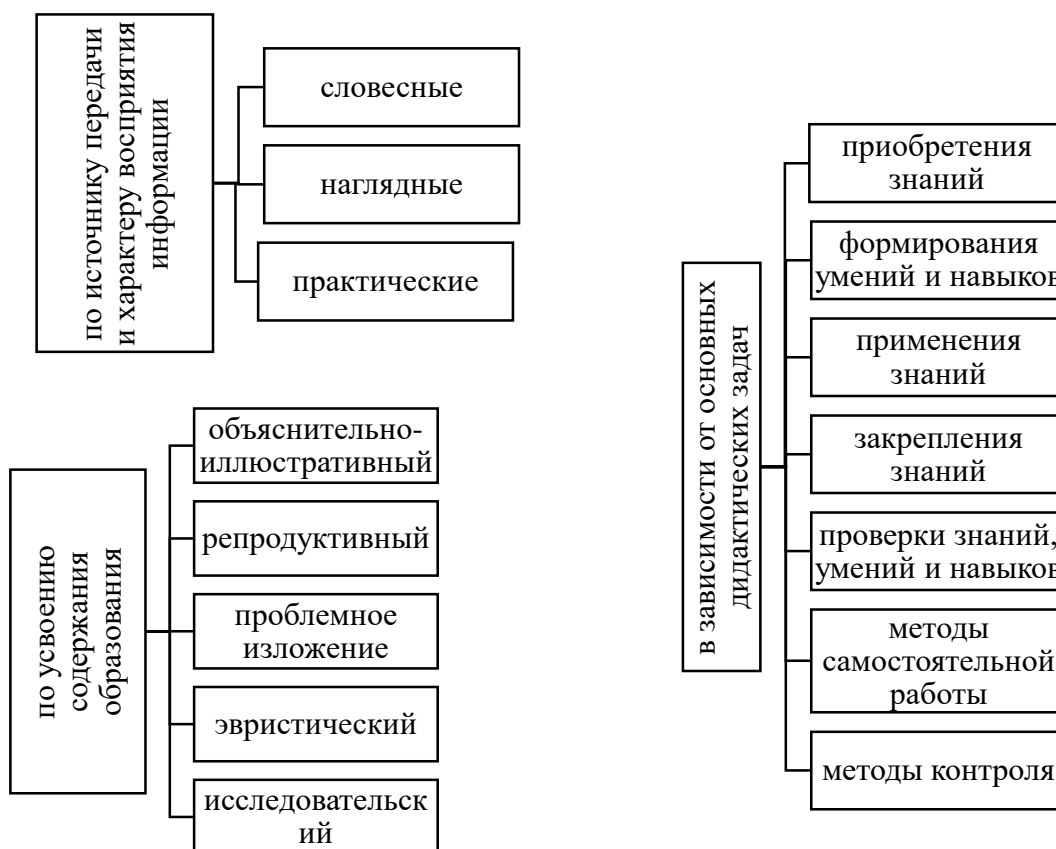 по источнику передачи
и характеру восприятия
информации
словесные
наглядные
практические
по усвоению
содержания
образования
объяснительно-
иллюстративный
репродуктивный
проблемное
изложение
эвристический
исследовательск
ий
в зависимости от основных
дидактических задач
приобретения
знаний
формирования
умений и навыков
применения
знаний
закрепления
знаний
проверки знаний,
умений и навыков
методы
самостоятельной
работы
методы контроля